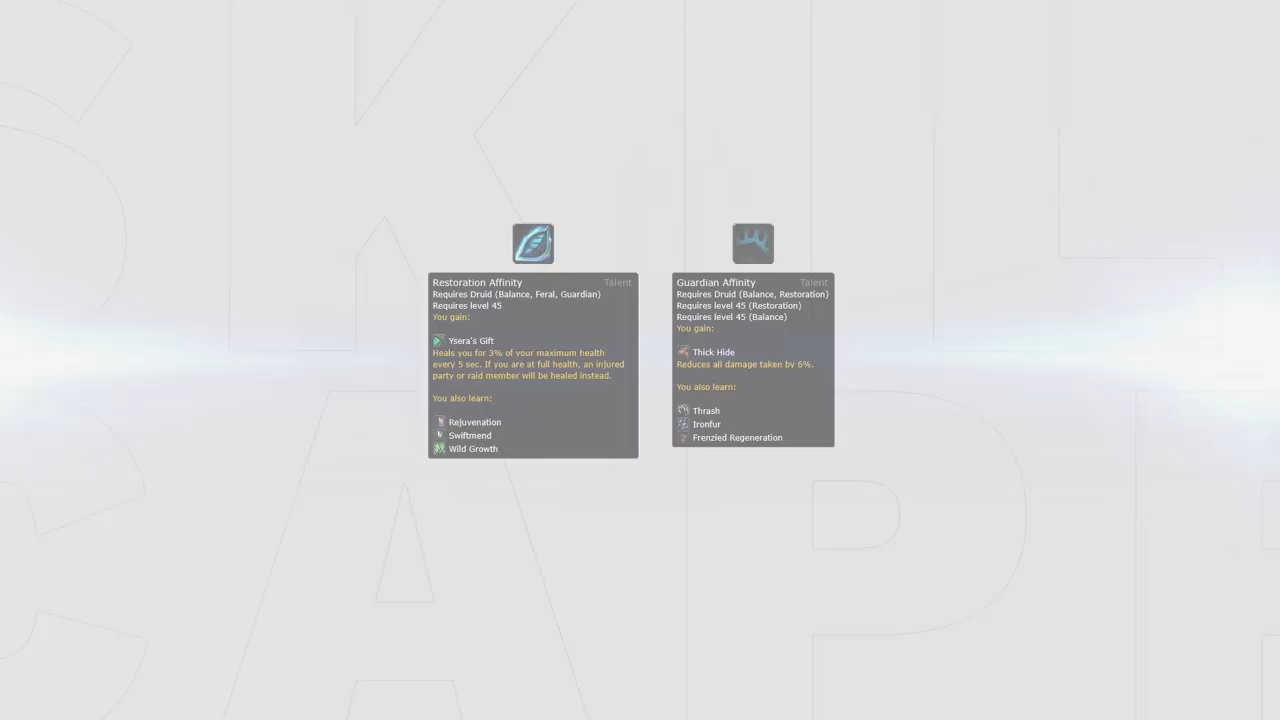 SKIL
CAPE
Restoration Affinity Talent
Requires Druid (Balance, Feral, Guardian)
Requires level 45
You gain:
Ysera's Gift
Heals you for 3% of your maximum health
every 5 sec. If you are at full health, an injured
party or raid member will be healed instead.
You also learn:
Rejuvenation
Swiftmend
Wild Growth
Guardian Affinity Talent
Requires Druid (Balance, Restoration)
Requires level 45 (Restoration)
Requires level 45 (Balance)
You gain:
Thick Hide
Reduces all damage taken by 6%.
You also learn:
Thrash
Ironfur
Frenzied Regeneration